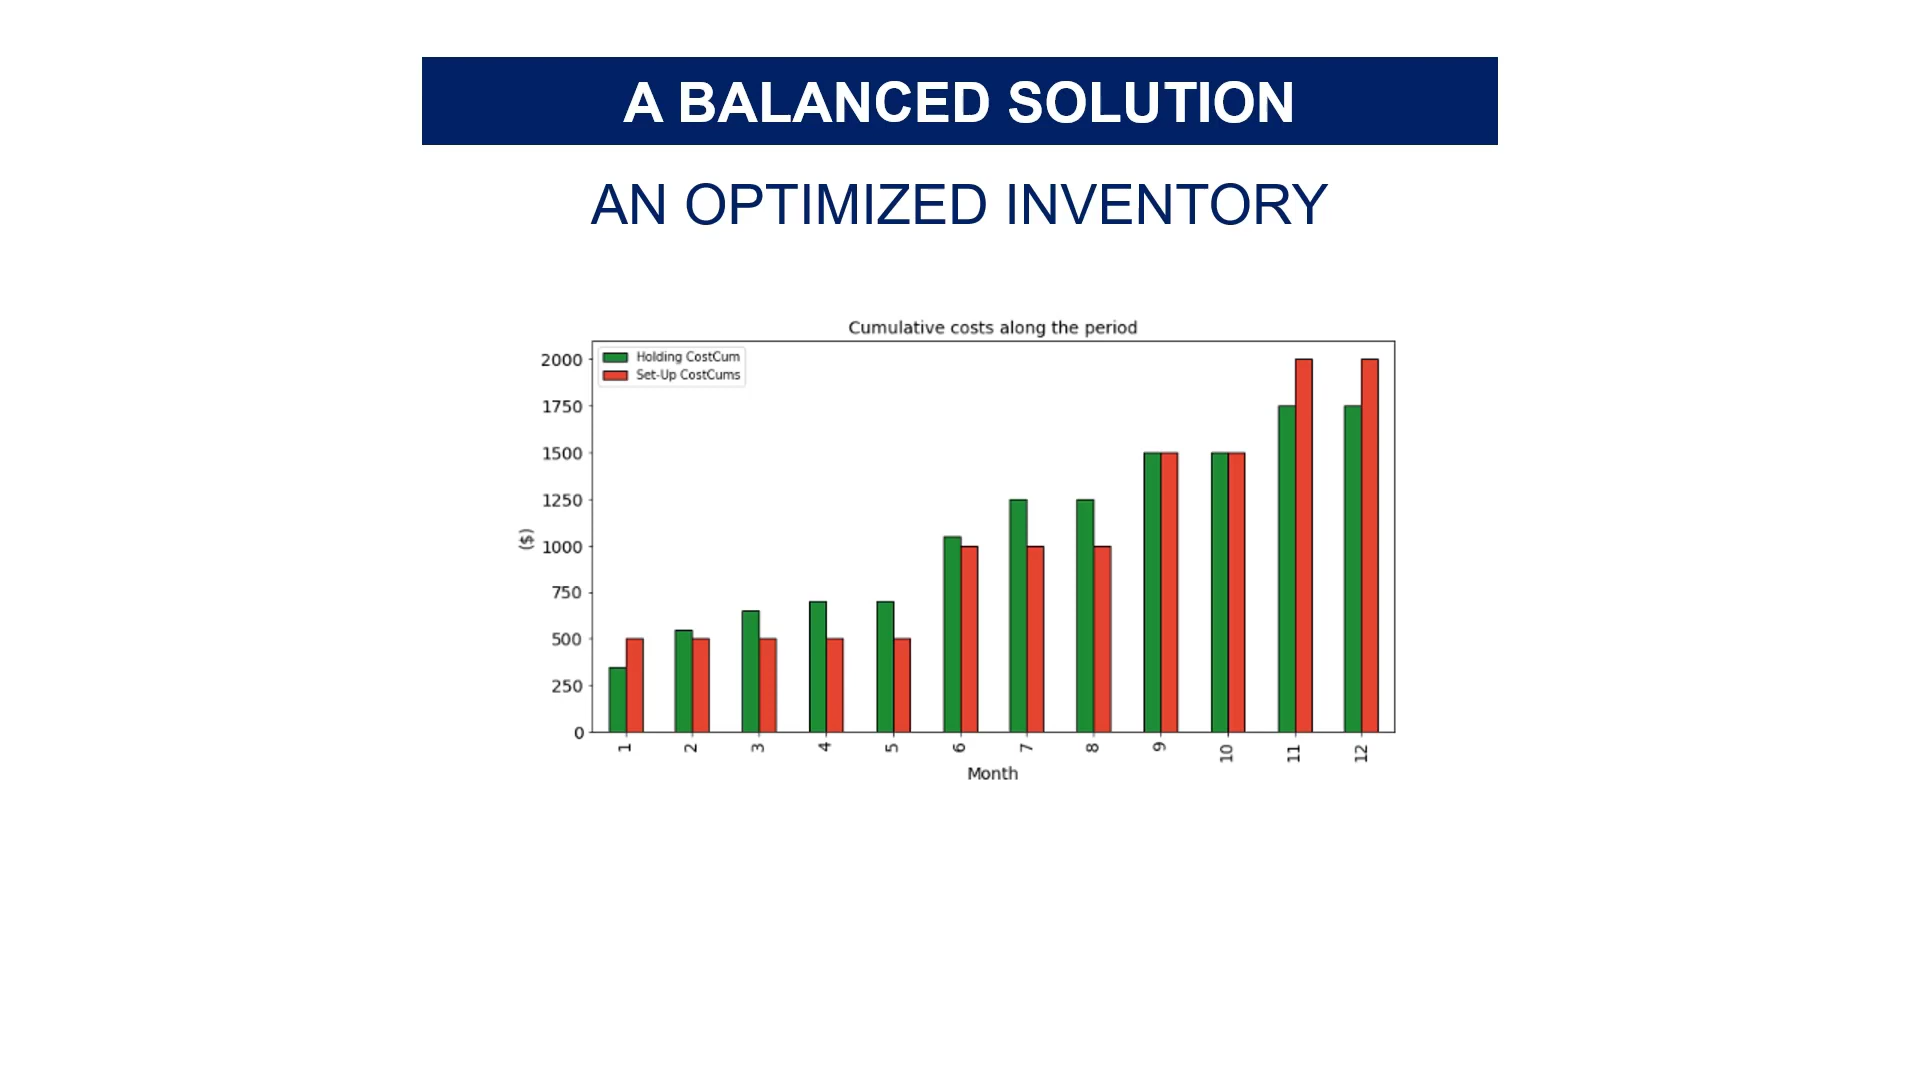 A BALANCED SOLUTION
AN OPTIMIZED INVENTORY
Cumulative costs along the period
Holding CostCum
Set-Up CostCums
2000
1750
1500
1250
1000
750
500
250
0
($)
1 2 3 4 5 6 7 8 9 10 11 12
Month